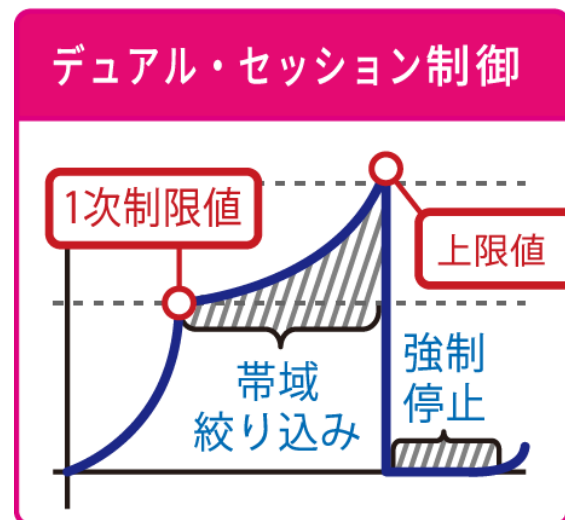 デュアル・セッション制御
1次制限値
上限値
帯域
絞り込み
強制
停止